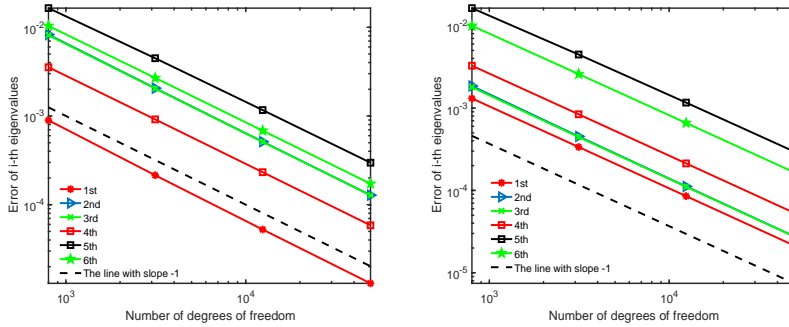 10^-2
10^-3
10^-4
Error of i-th eigenvalues
1st
2nd
3rd
4th
5th
6th
The line with slope -1
10^3
10^4
Number of degrees of freedom
10^-2
10^-3
10^-4
10^-5
Error of i-th eigenvalues
1st
2nd
3rd
4th
5th
6th
The line with slope -1
10^3
10^4
Number of degrees of freedom